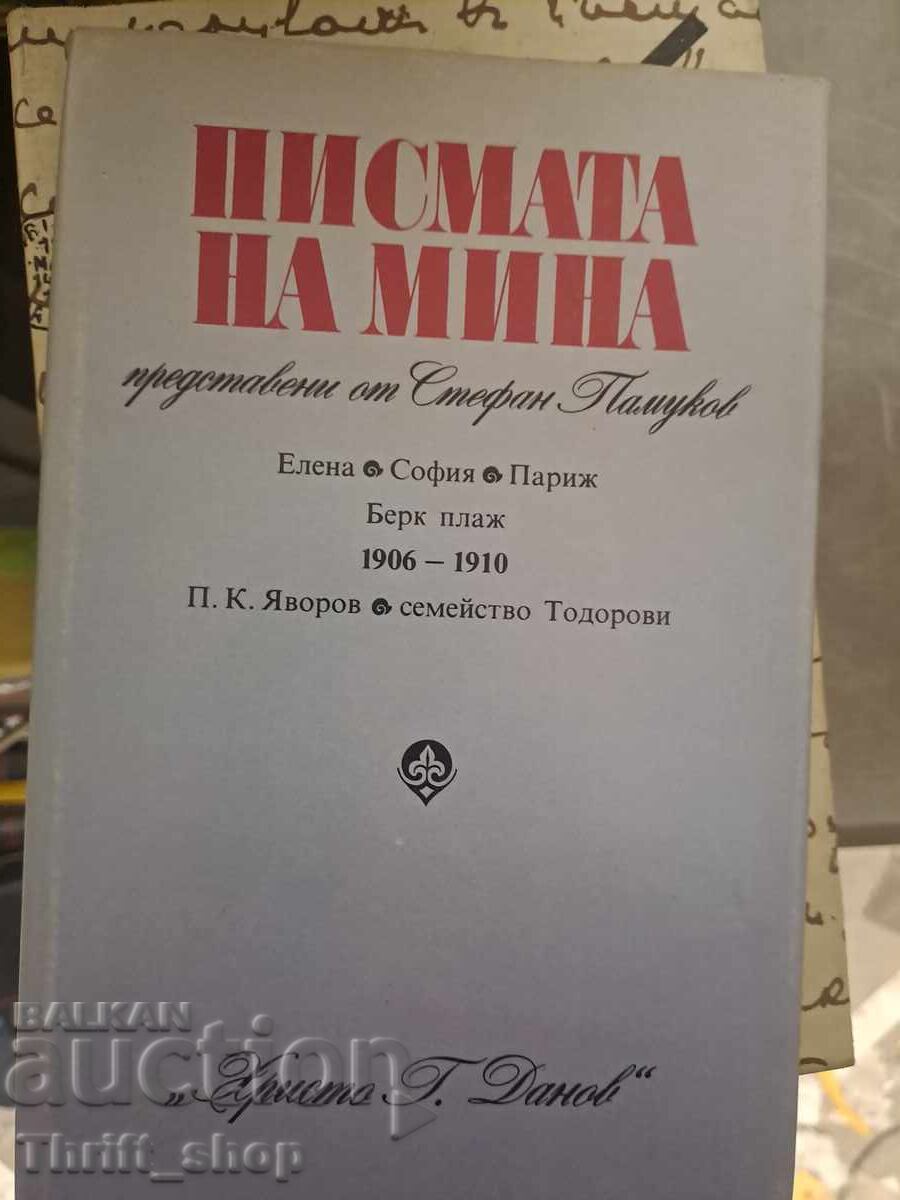 ПИСМАТА
НА МИНА
представени от Стефан Памуков
Елена София Париж
Берк плаж
1906 – 1910
П. К. Яворов семейство Тодорови
„Христо Г. Данов“
BALKAN
auction
Thrift_shop